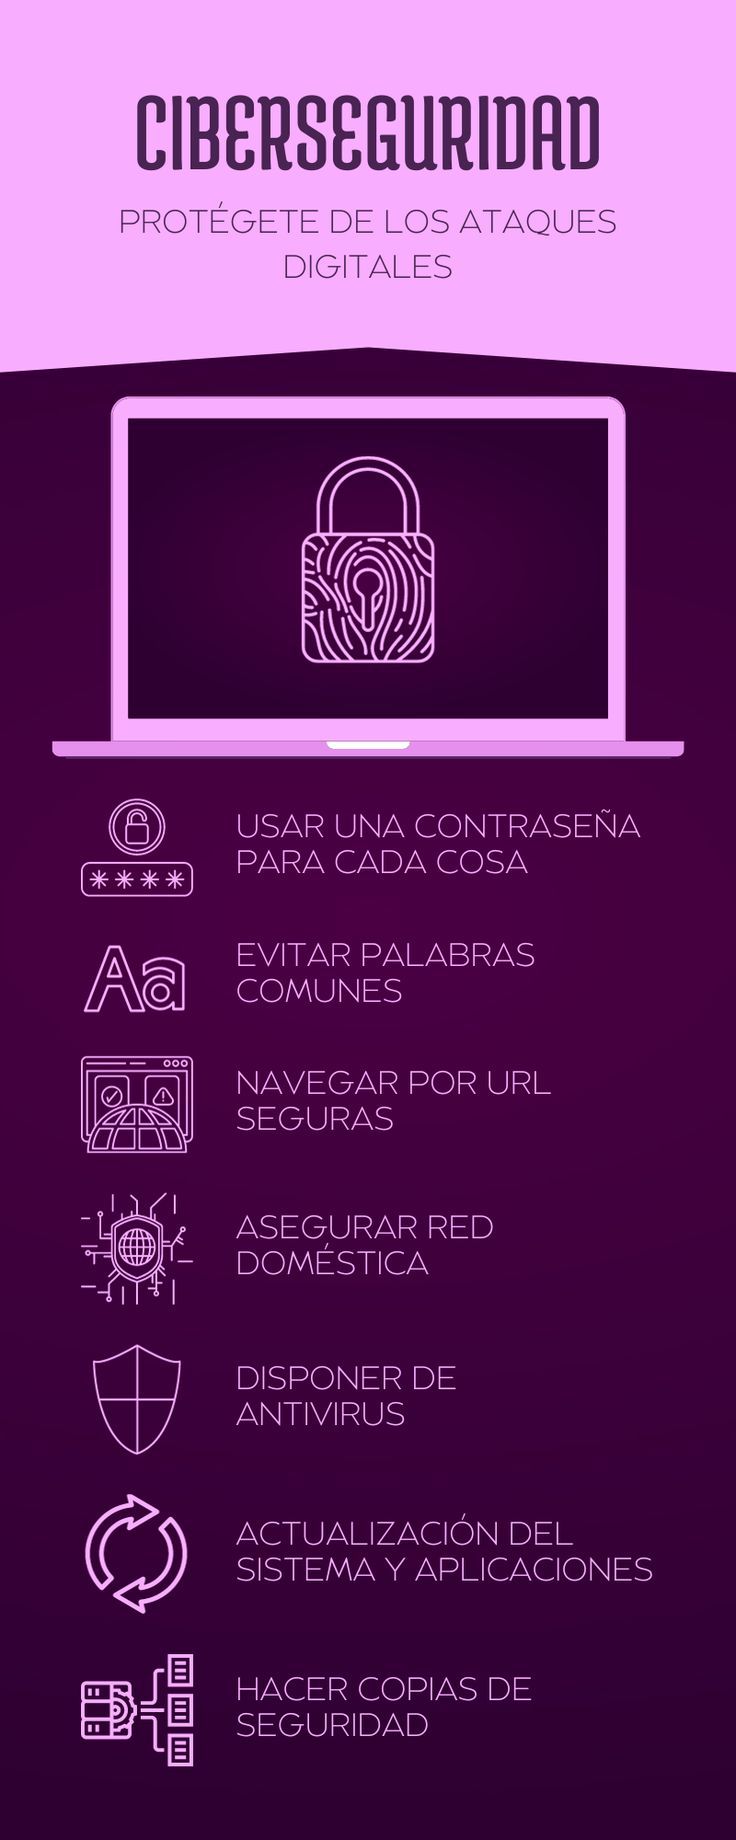 CIBERSEGURIDAD
PROTÉGETE DE LOS ATAQUES
DIGITALES
USAR UNA CONTRASEÑA
PARA CADA COSA
****
Aa
EVITAR PALABRAS
COMUNES
NAVEGAR POR URL
SEGURAS
ASEGURAR RED
DOMÉSTICA
DISPONER DE
ANTIVIRUS
ACTUALIZACIÓN DEL
SISTEMA Y APLICACIONES
HACER COPIAS DE
SEGURIDAD